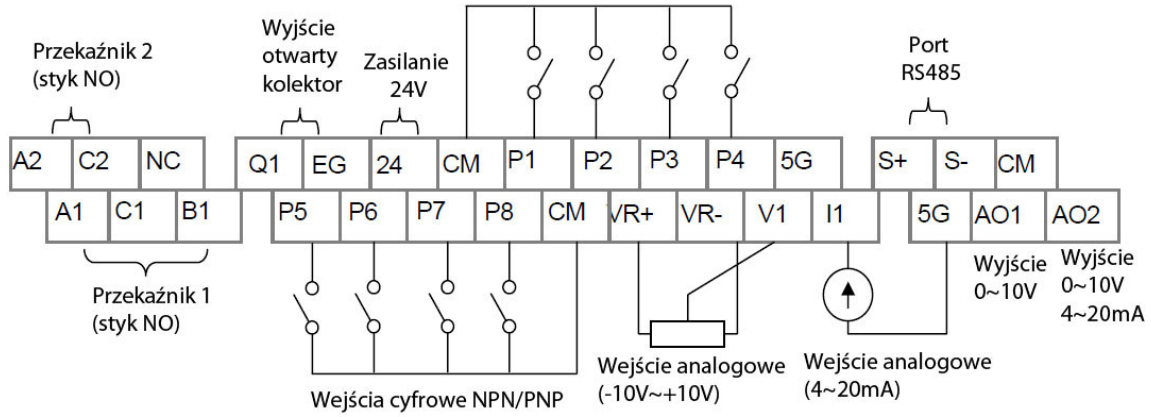 Przekaźnik 2
(styk NO)
Wyjście
otwarty
kolektor
Zasilanie
24V
Port
RS485
A2 C2 NC
Q1 EG 24 CM P1 P2 P3 P4 5G
S+ S- CM
A1 C1 B1
P5 P6 P7 P8 CM VR+ VR- V1 I1
5G AO1 AO2
Przekaźnik 1
(styk NO)
Wejścia cyfrowe NPN/PNP
Wejście analogowe
(-10V~+10V)
Wejście analogowe
(4~20mA)
Wyjście
0~10V
Wyjście
0~10V
4~20mA